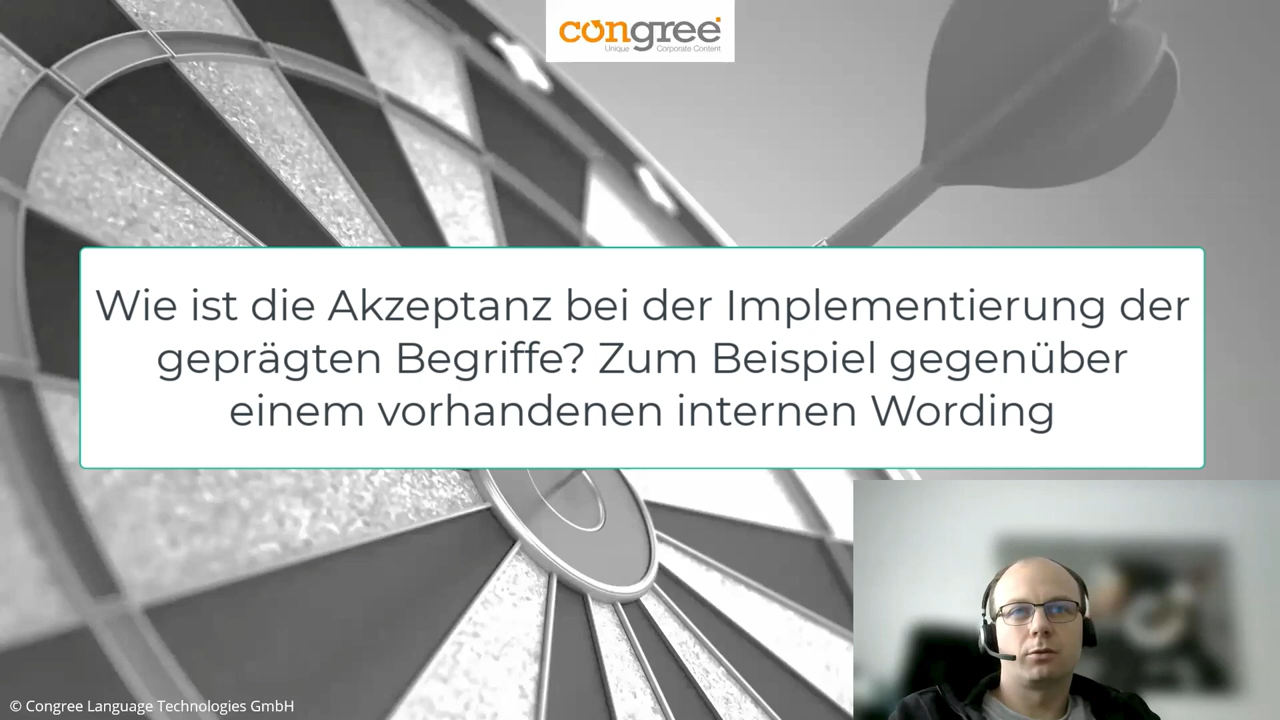 congree
Unique Corporate Content
Wie ist die Akzeptanz bei der Implementierung der
geprägten Begriffe? Zum Beispiel gegenüber
einem vorhandenen internen Wording
© Congree Language Technologies GmbH